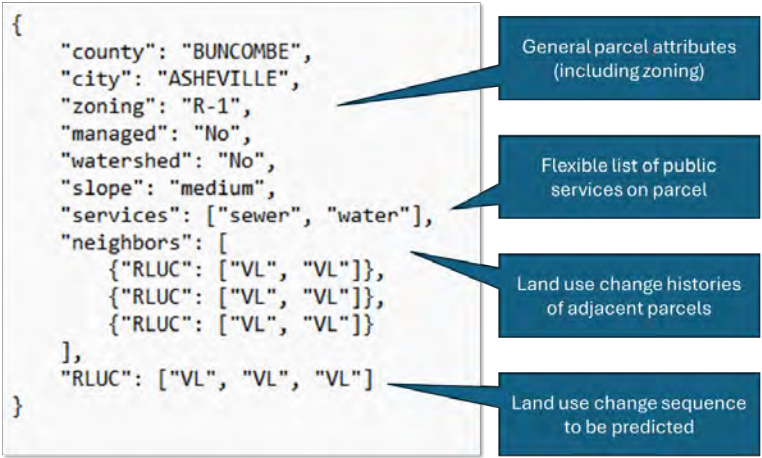 {
"county": "BUNCOMBE",
"city": "ASHEVILLE",
"zoning": "R-1",
"managed": "No",
"watershed": "No",
"slope": "medium",
"services": ["sewer", "water"],
"neighbors": [
{"RLUC": ["VL", "VL"]},
{"RLUC": ["VL", "VL"]},
{"RLUC": ["VL", "VL"]}
],
"RLUC": ["VL", "VL", "VL"]
}
General parcel attributes
(including zoning)
Flexible list of public
services on parcel
Land use change histories
of adjacent parcels
Land use change sequence
to be predicted